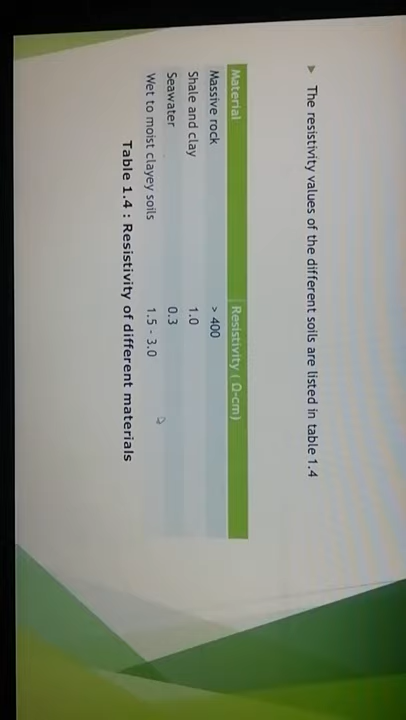 ► The resistivity values of the different soils are listed in table 1.4
Material Resistivity ( Ω-cm)
Massive rock > 400
Shale and clay 1.0
Seawater 0.3
Wet to moist clayey soils 1.5 - 3.0
Table 1.4 : Resistivity of different materials